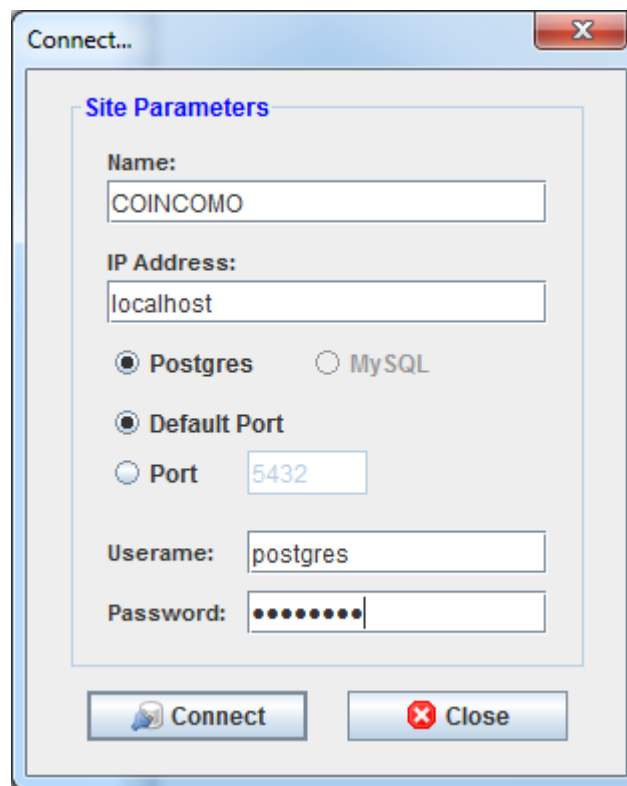 Connect...
Site Parameters
Name:
COINCOMO
IP Address:
localhost
Postgres MySQL
Default Port
Port 5432
Userame: postgres
Password: ••••••••
Connect Close